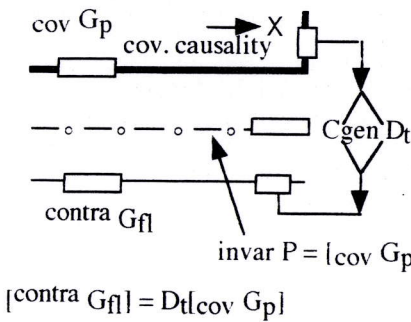 cov Gp
X
cov. causality
Cgen Dt
contra Gfl
invar P = [cov Gp
[contra Gfl] = Dt[cov Gp]